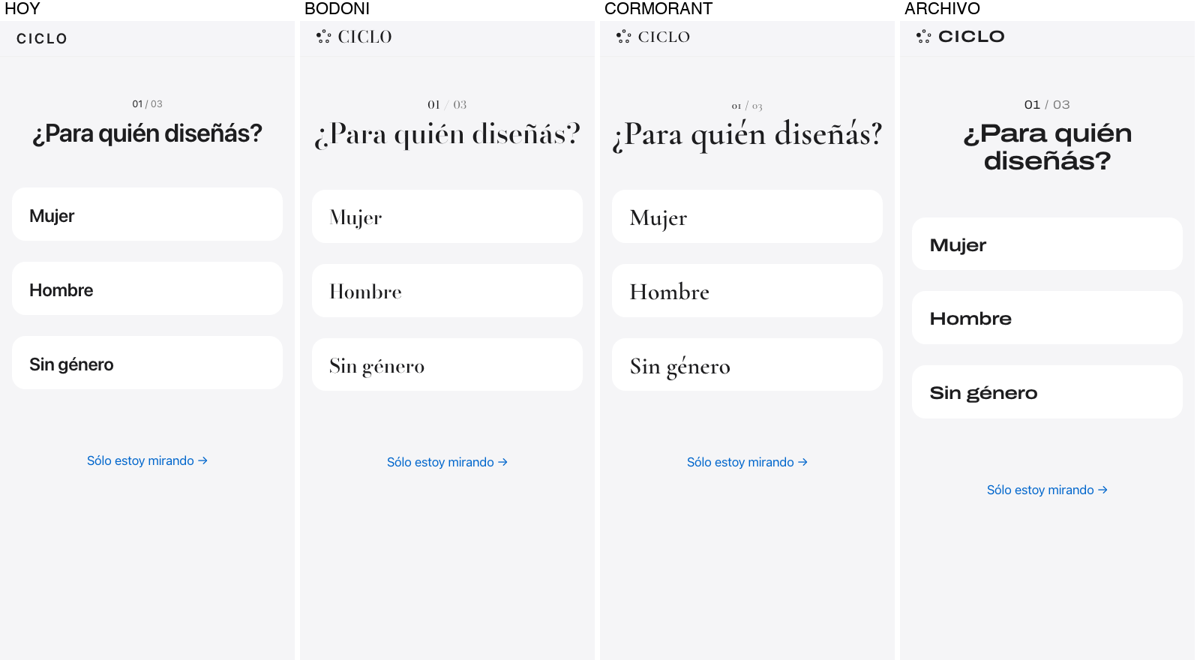 HOY
CICLO
01 / 03
¿Para quién diseñás?
Mujer
Hombre
Sin género
Sólo estoy mirando →
BODONI
CICLO
01 / 03
¿Para quién diseñás?
Mujer
Hombre
Sin género
Sólo estoy mirando →
CORMORANT
CICLO
01 / 03
¿Para quién diseñás?
Mujer
Hombre
Sin género
Sólo estoy mirando →
ARCHIVO
CICLO
01 / 03
¿Para quién
diseñás?
Mujer
Hombre
Sin género
Sólo estoy mirando →